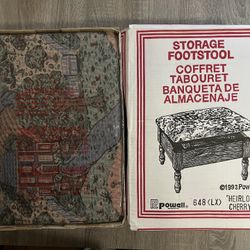 STORAGE
FOOTSTOOL
COFFRET
TABOURET
BANQUETA DE
ALMACENAJE
©1993 Pow
Powell
648 (LX)
"HEIRLO
CHERRY